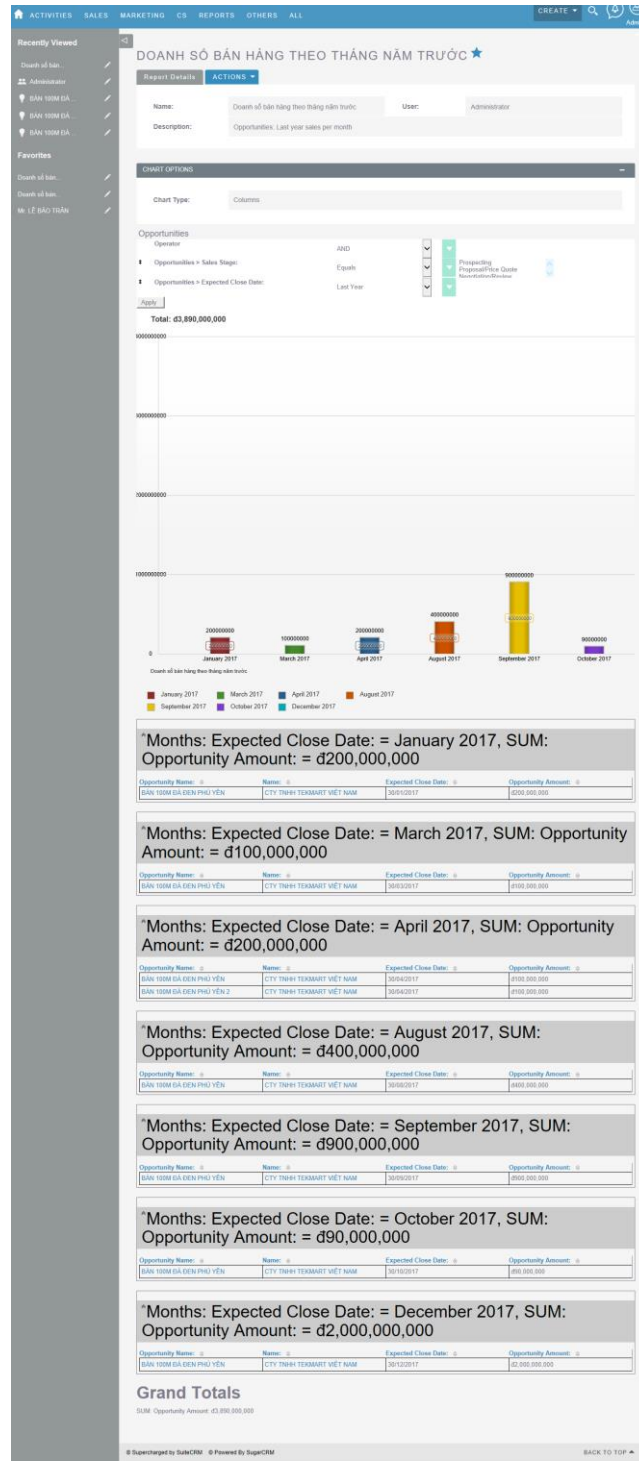 ACTIVITIES SALES MARKETING CS REPORTS OTHERS ALL CREATE
Recently Viewed
Doanh số bán...
Administrator
BÁN 100M ĐÁ ...
BÁN 100M ĐÁ ...
BÁN 100M ĐÁ ...
Favorites
Doanh số bán...
Doanh số bán...
Mr. LÊ BẢO TRÂN
DOANH SỐ BÁN HÀNG THEO THÁNG NĂM TRƯỚC
Report Details ACTIONS
Name: Doanh số bán hàng theo tháng năm trước User: Administrator
Description: Opportunities: Last year sales per month
CHART OPTIONS
Chart Type: Columns
Opportunities
Operator AND
Opportunities > Sales Stage: Equals Prospecting
Proposal/Price Quote
Negotiation/Review
Opportunities > Expected Close Date: Last Year
Apply
Total: đ3,890,000,000
000000000
000000000
000000000
1000000000
900000000
400000000
200000000 100000000 200000000 90000000
0
January 2017 March 2017 April 2017 August 2017 September 2017 October 2017
Doanh số bán hàng theo tháng năm trước
January 2017 March 2017 April 2017 August 2017
September 2017 October 2017 December 2017
^Months: Expected Close Date: = January 2017, SUM:
Opportunity Amount: = đ200,000,000
Opportunity Name: Name: Expected Close Date: Opportunity Amount:
BÁN 100M ĐÁ ĐEN PHÚ YÊN CTY TNHH TEKMART VIỆT NAM 30/01/2017 đ200,000,000
^Months: Expected Close Date: = March 2017, SUM: Opportunity
Amount: = đ100,000,000
Opportunity Name: Name: Expected Close Date: Opportunity Amount:
BÁN 100M ĐÁ ĐEN PHÚ YÊN CTY TNHH TEKMART VIỆT NAM 30/03/2017 đ100,000,000
^Months: Expected Close Date: = April 2017, SUM: Opportunity
Amount: = đ200,000,000
Opportunity Name: Name: Expected Close Date: Opportunity Amount:
BÁN 100M ĐÁ ĐEN PHÚ YÊN CTY TNHH TEKMART VIỆT NAM 30/04/2017 đ100,000,000
BÁN 100M ĐÁ ĐEN PHÚ YÊN 2 CTY TNHH TEKMART VIỆT NAM 30/04/2017 đ100,000,000
^Months: Expected Close Date: = August 2017, SUM:
Opportunity Amount: = đ400,000,000
Opportunity Name: Name: Expected Close Date: Opportunity Amount:
BÁN 100M ĐÁ ĐEN PHÚ YÊN CTY TNHH TEKMART VIỆT NAM 30/08/2017 đ400,000,000
^Months: Expected Close Date: = September 2017, SUM:
Opportunity Amount: = đ900,000,000
Opportunity Name: Name: Expected Close Date: Opportunity Amount:
BÁN 100M ĐÁ ĐEN PHÚ YÊN CTY TNHH TEKMART VIỆT NAM 30/09/2017 đ900,000,000
^Months: Expected Close Date: = October 2017, SUM:
Opportunity Amount: = đ90,000,000
Opportunity Name: Name: Expected Close Date: Opportunity Amount:
BÁN 100M ĐÁ ĐEN PHÚ YÊN CTY TNHH TEKMART VIỆT NAM 30/10/2017 đ90,000,000
^Months: Expected Close Date: = December 2017, SUM:
Opportunity Amount: = đ2,000,000,000
Opportunity Name: Name: Expected Close Date: Opportunity Amount:
BÁN 100M ĐÁ ĐEN PHÚ YÊN CTY TNHH TEKMART VIỆT NAM 30/12/2017 đ2,000,000,000
Grand Totals
SUM: Opportunity Amount: đ3,890,000,000
© Supercharged by SuiteCRM © Powered By SugarCRM BACK TO TOP